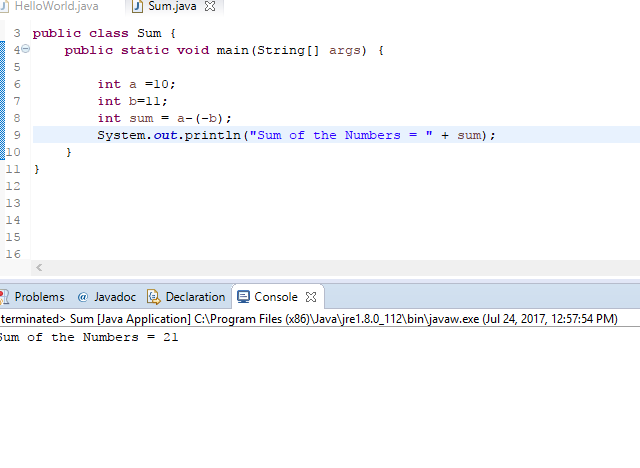 HelloWorld.java Sum.java
3 public class Sum {
4 public static void main(String[] args) {
5
6 int a =10;
7 int b=11;
8 int sum = a-(-b);
9 System.out.println("Sum of the Numbers = " + sum);
10 }
11 }
12
13
14
15
16
Problems @ Javadoc Declaration Console
terminated> Sum [Java Application] C:\Program Files (x86)\Java\jre1.8.0_112\bin\javaw.exe (Jul 24, 2017, 12:57:54 PM)
Sum of the Numbers = 21